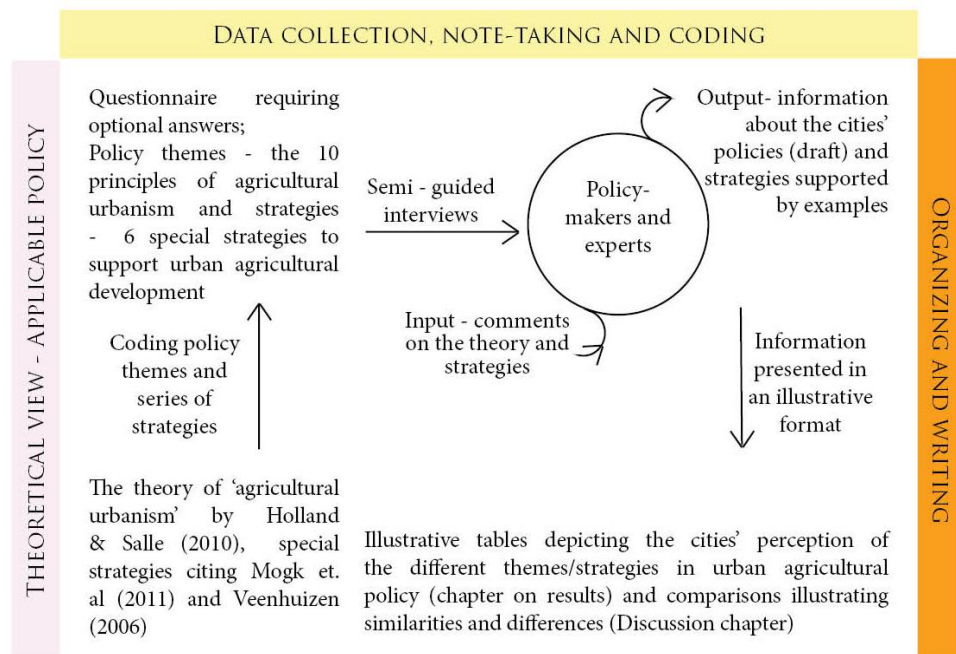 DATA COLLECTION, NOTE-TAKING AND CODING
THEORETICAL VIEW - APPLICABLE POLICY
Questionnaire requiring
optional answers;
Policy themes - the 10
principles of agricultural
urbanism and strategies
- 6 special strategies to
support urban agricultural
development
Semi - guided
interviews
Policy-
makers and
experts
Output- information
about the cities'
policies (draft) and
strategies supported
by examples
Input - comments
on the theory and
strategies
Coding policy
themes and
series of
strategies
Information
presented in
an illustrative
format
The theory of 'agricultural
urbanism' by Holland
& Salle (2010), special
strategies citing Mogk et.
al (2011) and Veenhuizen
(2006)
Illustrative tables depicting the cities' perception of
the different themes/strategies in urban agricultural
policy (chapter on results) and comparisons illustrating
similarities and differences (Discussion chapter)
ORGANIZING AND WRITING